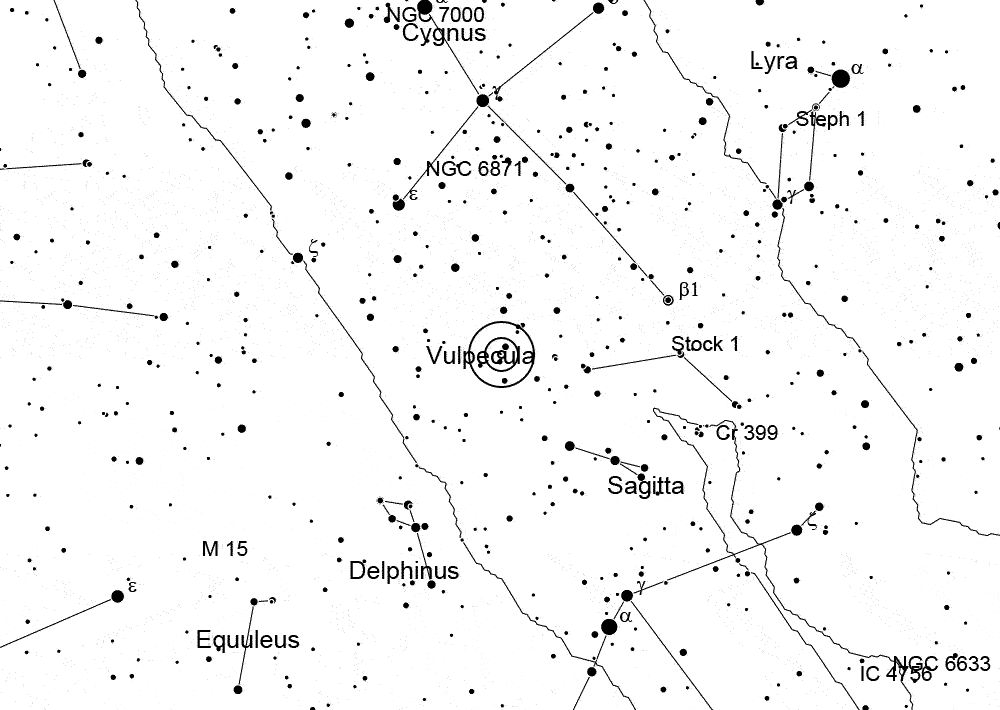 α
NGC 7000
Cygnus
Lyra
α
γ
Steph 1
NGC 6871
ε
γ
ζ
β1
Stock 1
Vulpecula
Cr 399
Sagitta
ζ
M 15
Delphinus
ε
γ
α
Equuleus
NGC 6633
IC 4756